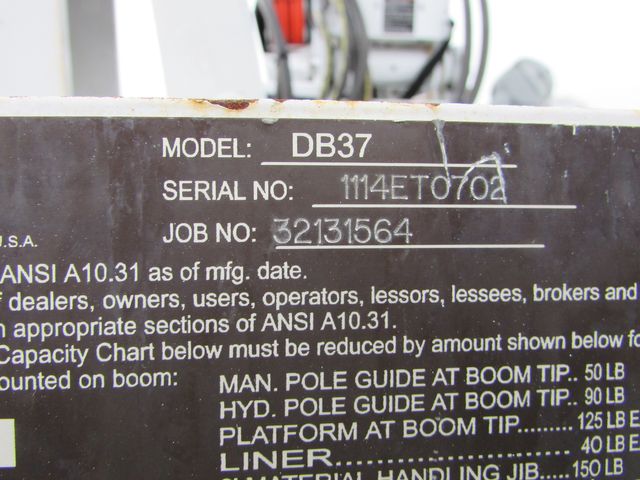 MODEL: DB37
SERIAL NO: 1114ET0702
U.S.A. JOB NO: 32131564
ANSI A10.31 as of mfg. date.
f dealers, owners, users, operators, lessors, lessees, brokers and
n appropriate sections of ANSI A10.31.
Capacity Chart below must be reduced by amount shown below fo
ounted on boom:
MAN. POLE GUIDE AT BOOM TIP.. 50 LB
HYD. POLE GUIDE AT BOOM TIP.. 90 LB
PLATFORM AT BOOM TIP......... 125 LB E
LINER........................ 40 LB E
MATERIAL HANDLING JIB..... 150 LB